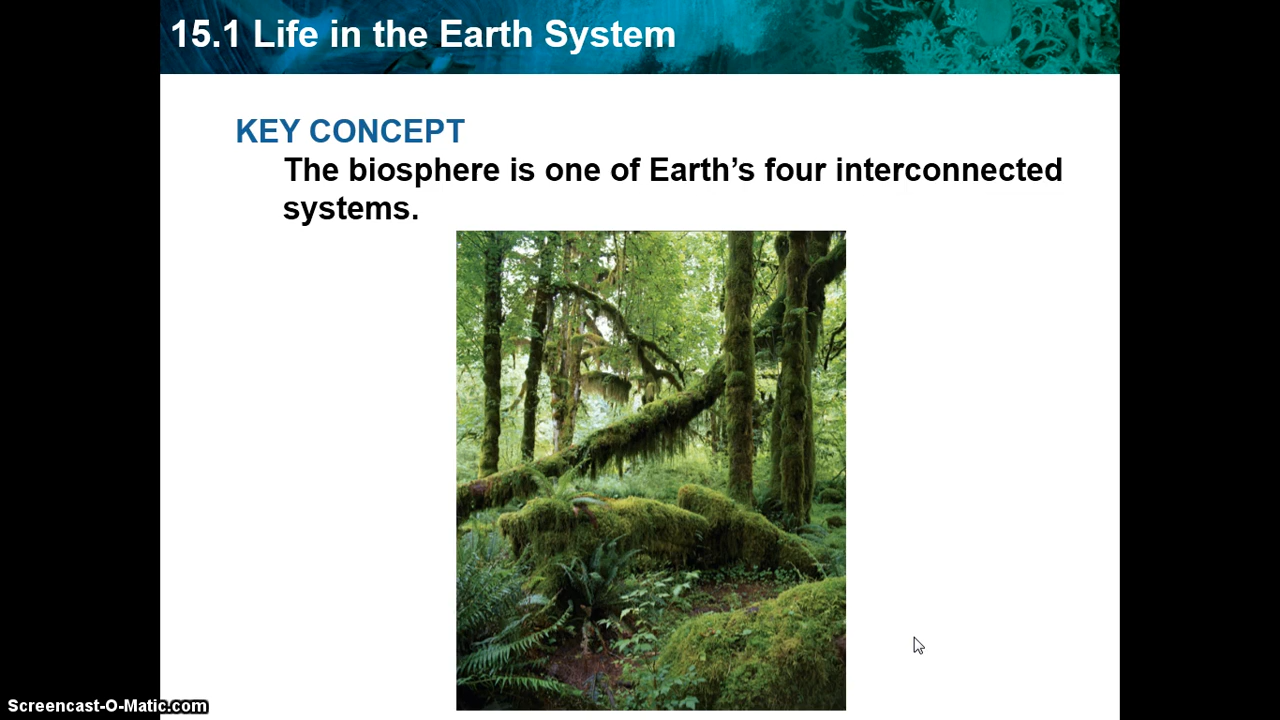 15.1 Life in the Earth System
KEY CONCEPT
The biosphere is one of Earth’s four interconnected
systems.
Screencast-O-Matic.com